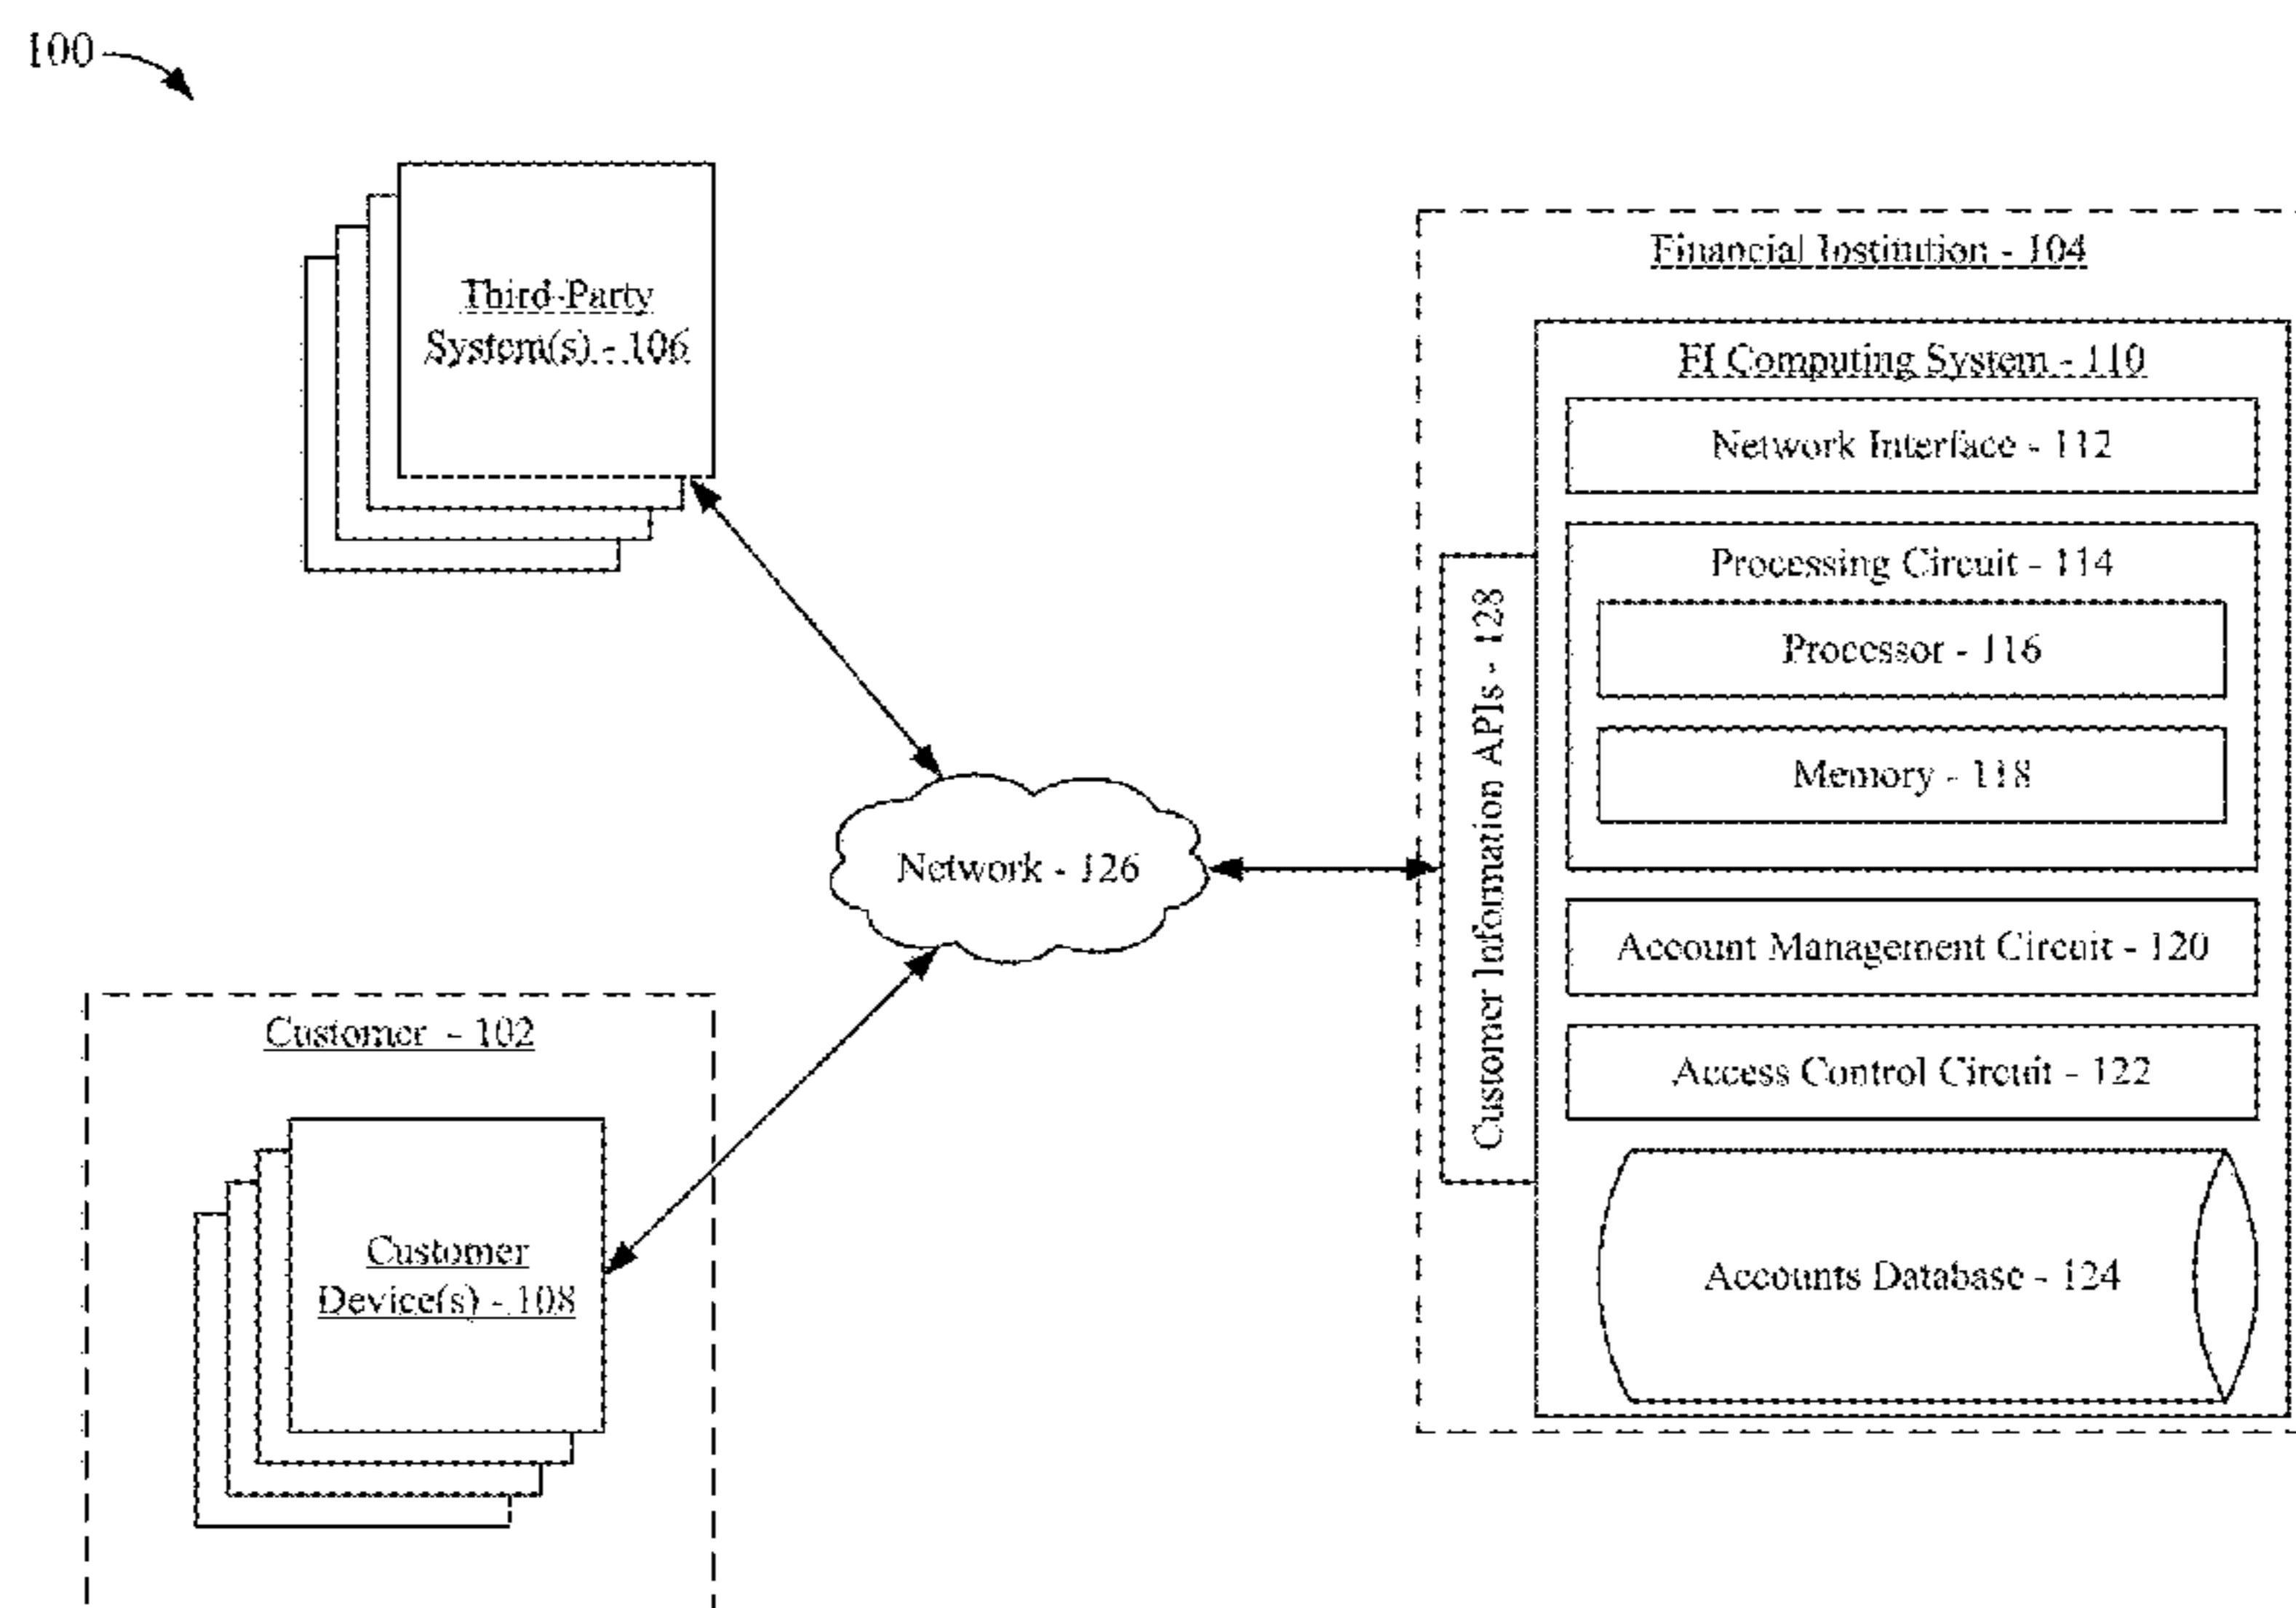 100
Third-Party
System(s) - 106
Financial Institution - 104
FI Computing System - 110
Network Interface - 112
Processing Circuit - 114
Processor - 116
Memory - 118
Customer Information APIs - 128
Network - 126
Account Management Circuit - 120
Access Control Circuit - 122
Accounts Database - 124
Customer - 102
Customer
Device(s) - 108